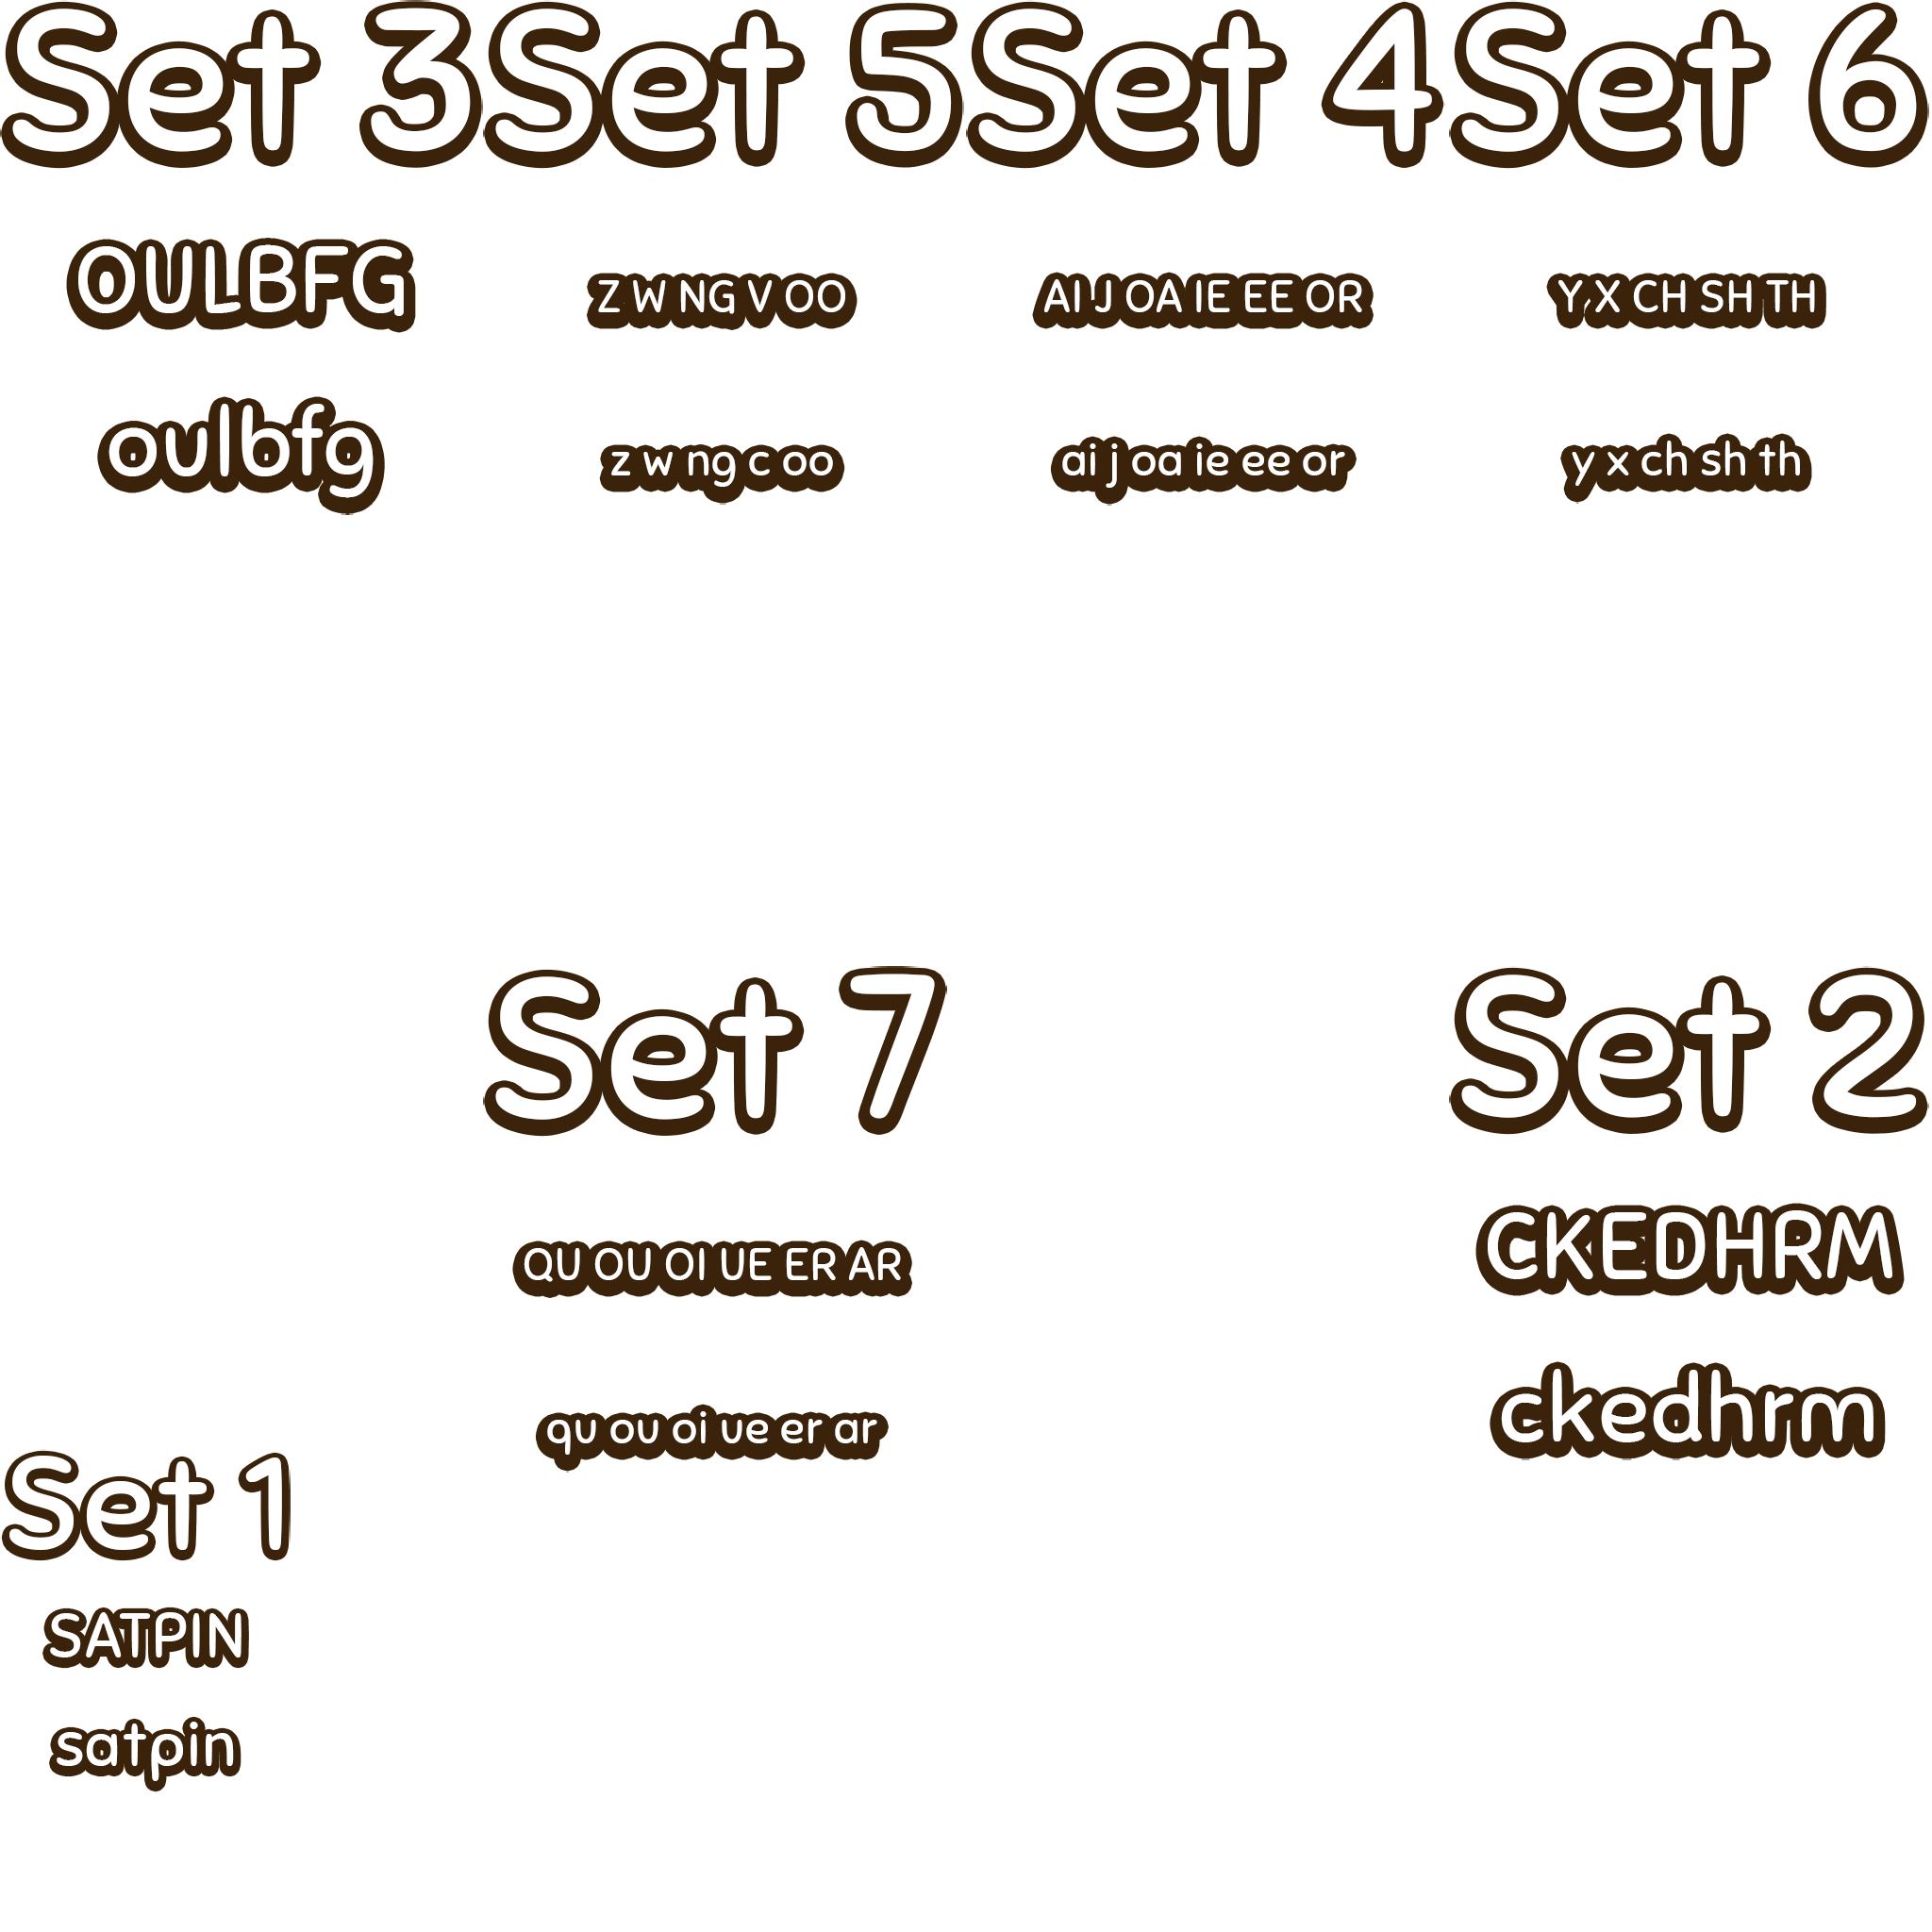 Set 3
OULBFG
oulbfg
Set 5
Z W NG V OO
z w ng c oo
Set 4
AI J OA IE EE OR
ai j oa ie ee or
Set 6
Y X CH SH TH
y x ch sh th
Set 7
QU OU OI UE ER AR
qu ou oi ue er ar
Set 2
CKEDHRM
ckedhrm
Set 1
SATPIN
satpin